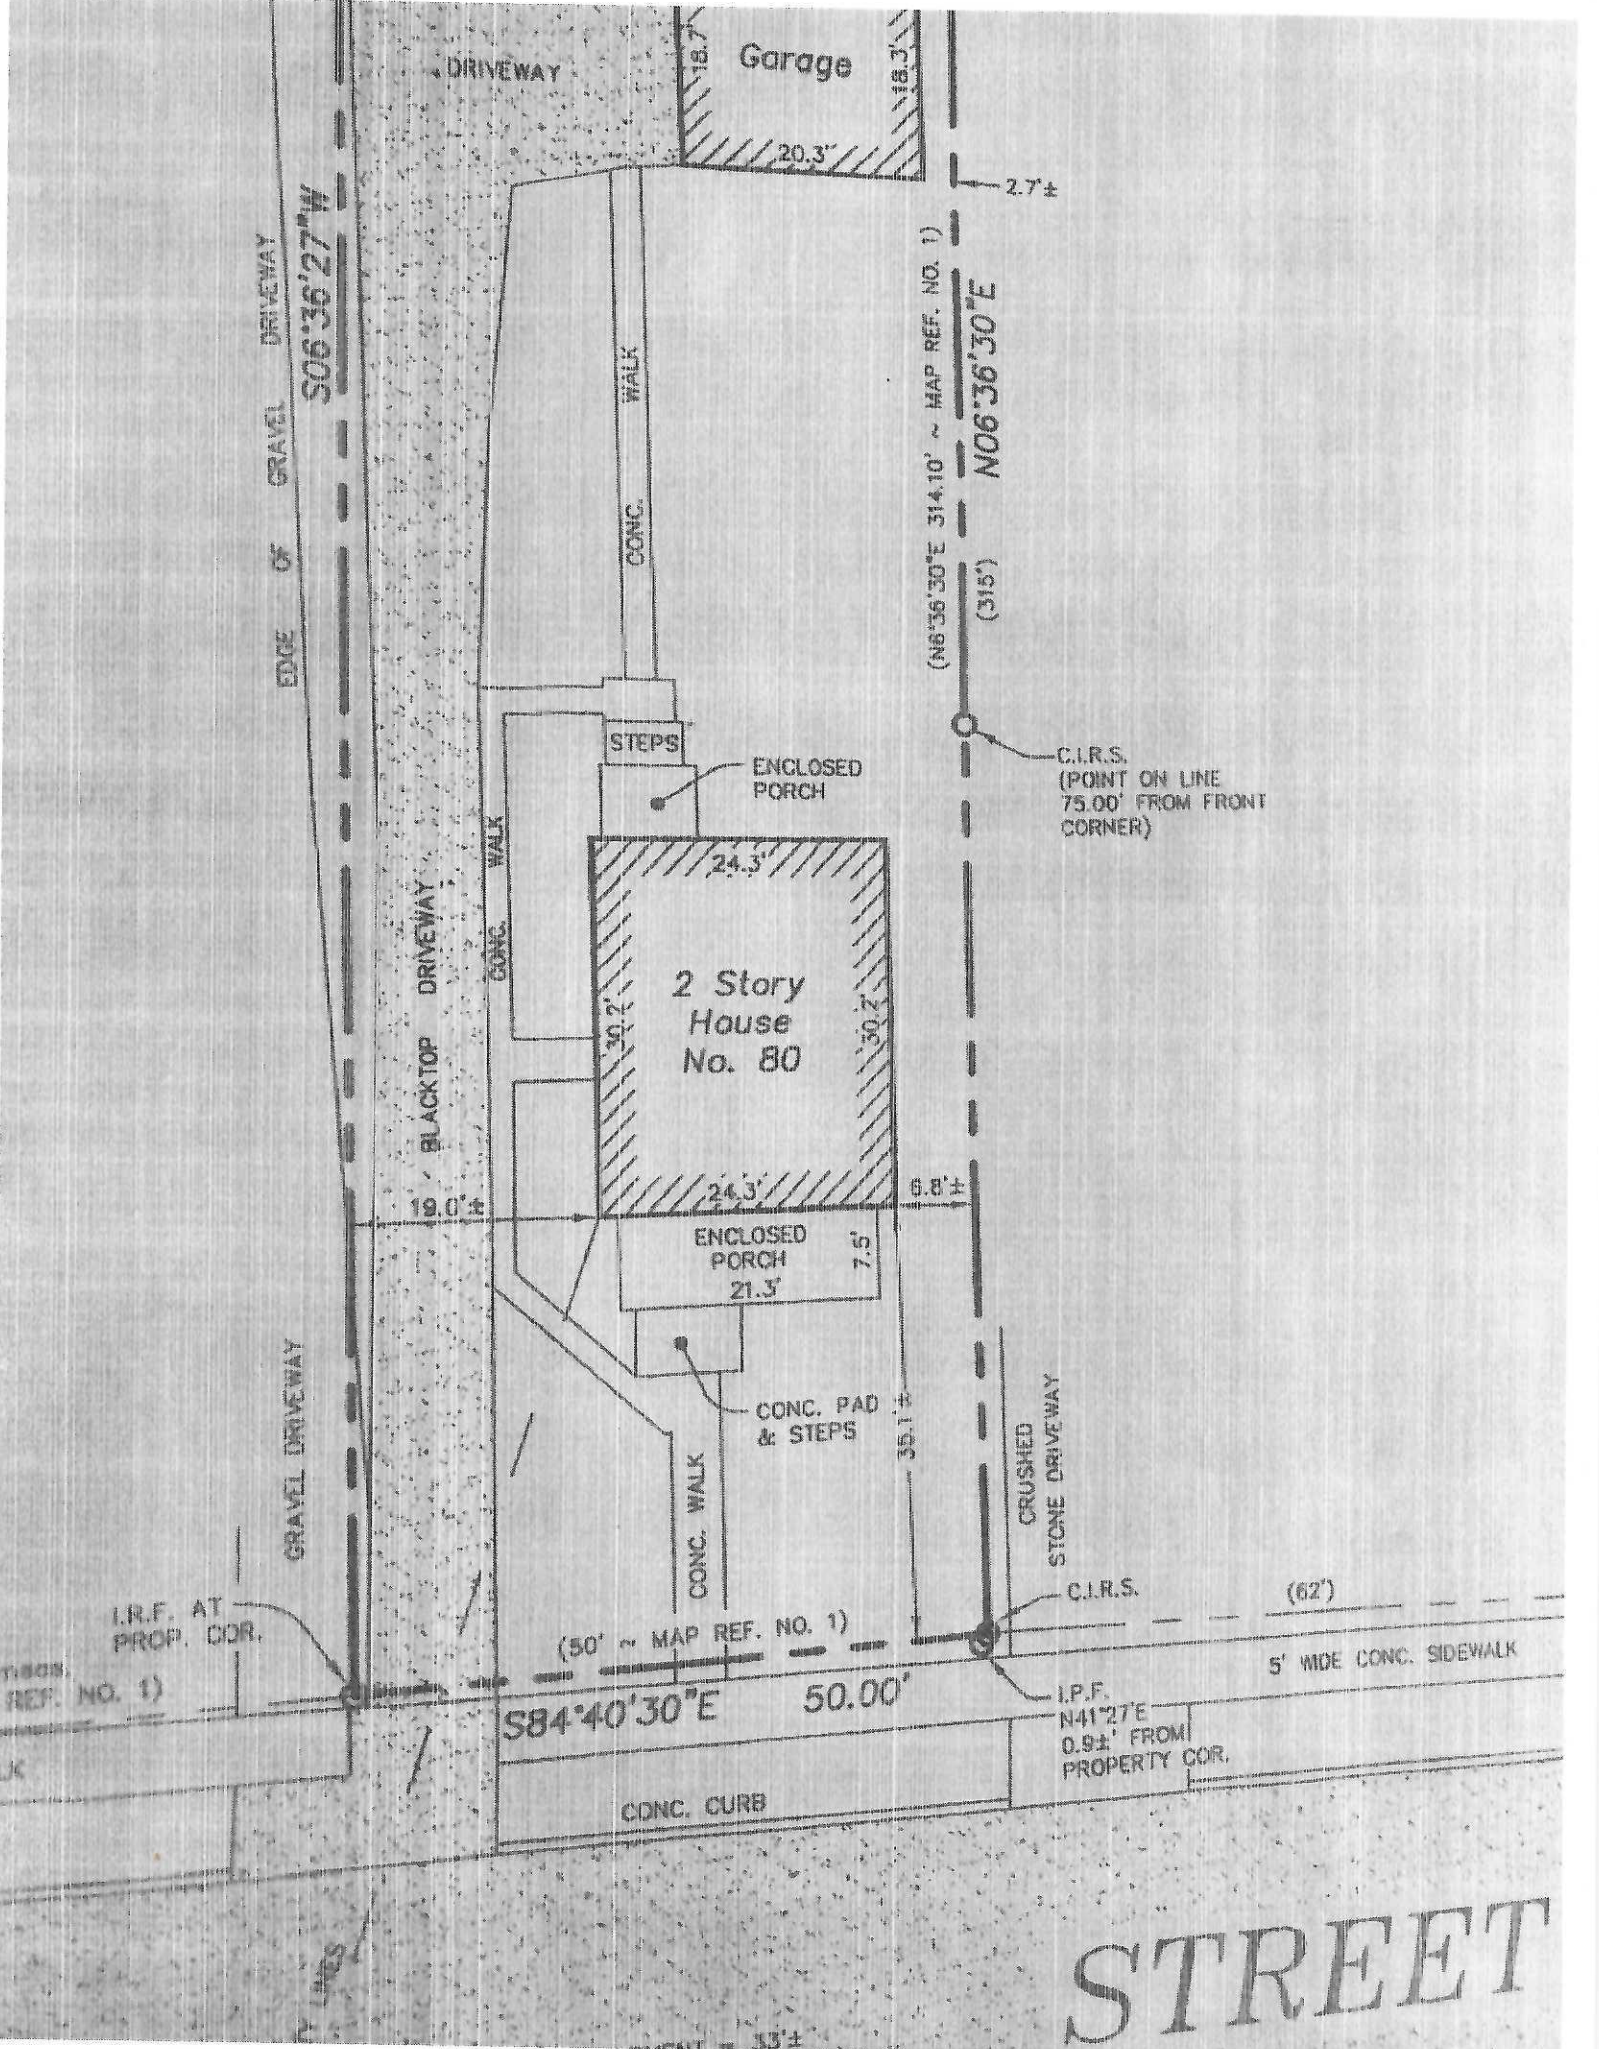 DRIVEWAY
Garage
18.7'
18.3'
20.3'
2.7'±
S06°36'27"W
EDGE OF GRAVEL DRIVEWAY
CONC. WALK
(N6°36'30"E 314.10' ~ MAP REF. NO. 1)
N06°36'30"E
(315')
STEPS
ENCLOSED
PORCH
C.I.R.S.
(POINT ON LINE
75.00' FROM FRONT
CORNER)
CONC. WALK
BLACKTOP DRIVEWAY
24.3'
2 Story
House
No. 80
30.2'
30.2'
24.3'
19.0'±
6.8'±
ENCLOSED
PORCH
21.3'
7.5'
CONC. PAD
& STEPS
35.1'±
GRAVEL DRIVEWAY
CONC. WALK
CRUSHED
STONE DRIVEWAY
I.R.F. AT
PROP. COR.
REF. NO. 1)
(50' ~ MAP REF. NO. 1)
C.I.R.S.
(62')
5' WIDE CONC. SIDEWALK
S84°40'30"E 50.00'
I.P.F.
N41°27'E
0.9±' FROM
PROPERTY COR.
LK
CONC. CURB
STREET
33'±